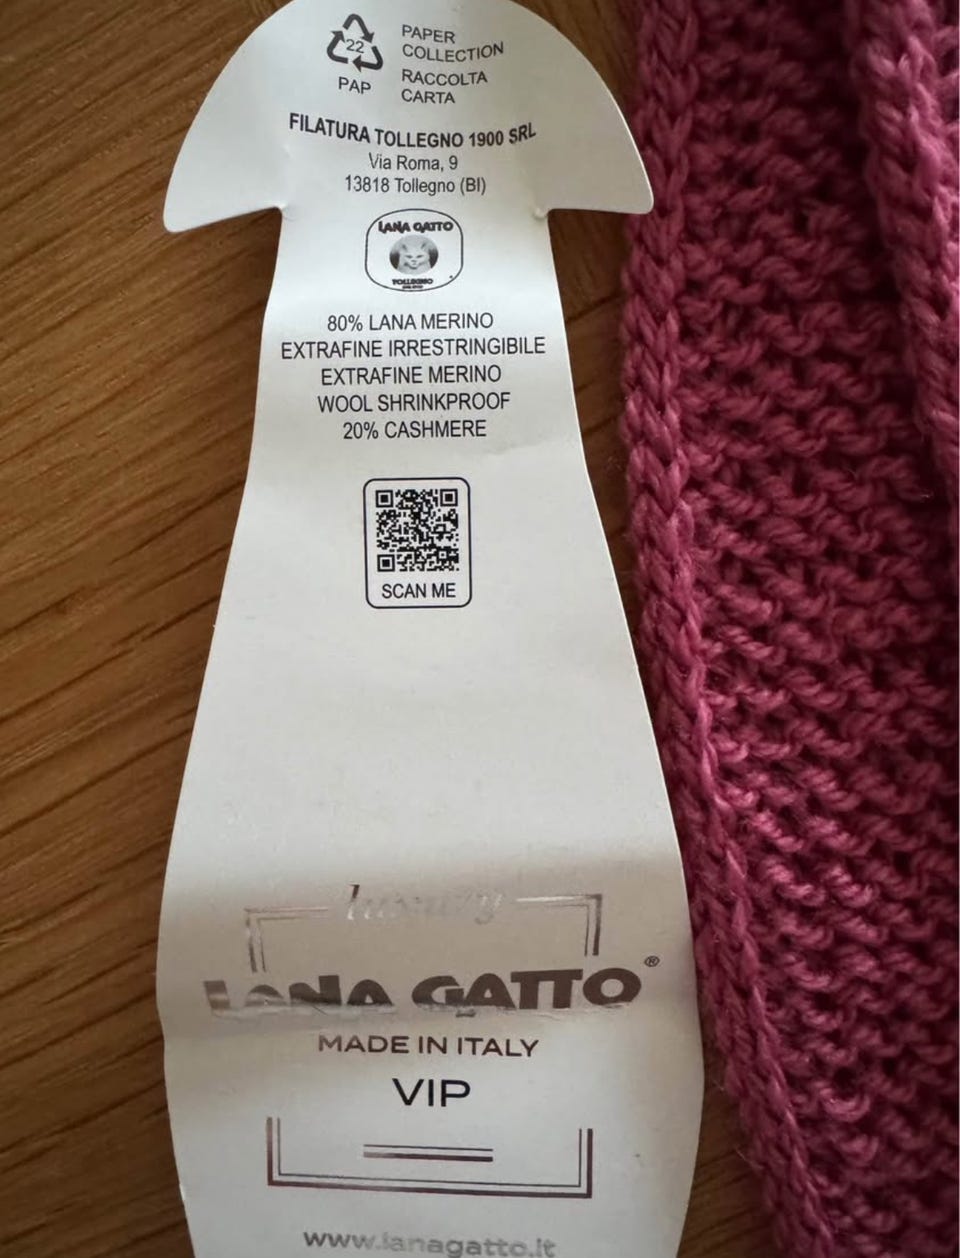 22
PAP
PAPER
COLLECTION
RACCOLTA
CARTA
FILATURA TOLLEGNO 1900 SRL
Via Roma, 9
13818 Tollegno (BI)
LANA GATTO
TOLLEGNO
80% LANA MERINO
EXTRAFINE IRRESTRINGIBILE
EXTRAFINE MERINO
WOOL SHRINKPROOF
20% CASHMERE
SCAN ME
luxury
LANA GATTO®
MADE IN ITALY
VIP
www.lanagatto.it